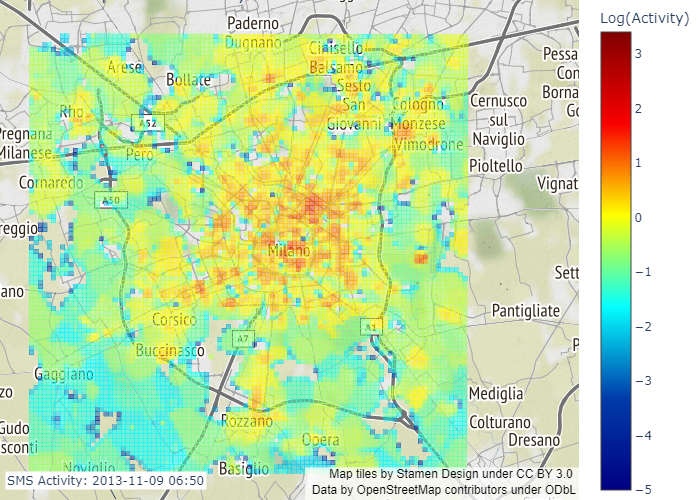 Log(Activity)
3
2
1
0
−1
−2
−3
−4
−5
Paderno
Dugnano
Cinisello
Balsamo
Arese
Bollate
Sesto
San
Giovanni
Cologno
Monzese
Vimodrone
Cernusco
sul
Naviglio
Pioltello
Pessa
Con
Borna
Go
Rho
A52
Pregnana
Milanese
Pero
Cornaredo
A50
Vignat
reggio
Milano
Sett
ano
Pantigliate
Corsico
A7
A1
Buccinasco
P
Gaggiano
zo
Mediglia
Rozzano
Colturano
Dresano
Gudo
sconti
Opera
Noviglio
Basiglio
SMS Activity: 2013-11-09 06:50
Map tiles by Stamen Design under CC BY 3.0
Data by OpenStreetMap contributors under ODbL